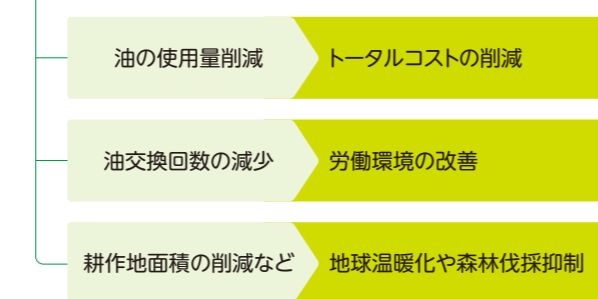 油の使用量削減 トータルコストの削減
油交換回数の減少 労働環境の改善
耕作地面積の削減など 地球温暖化や森林伐採抑制